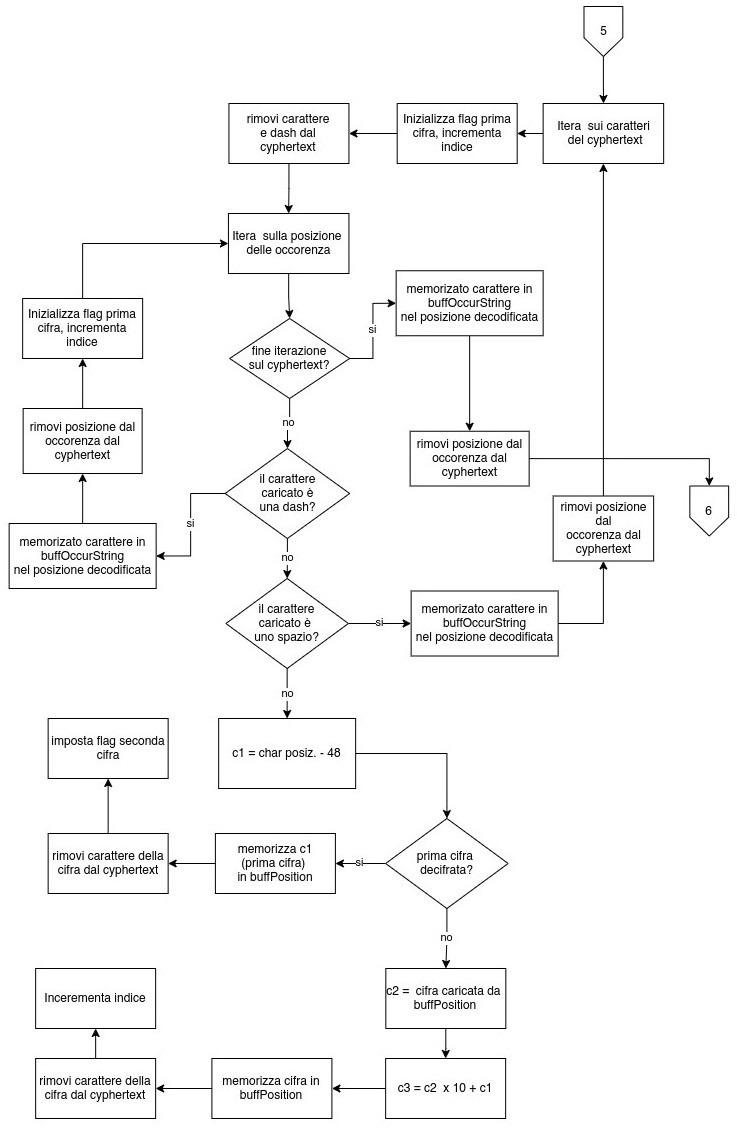 5
rimovi carattere
e dash dal
cyphertext
Inizializza flag prima
cifra, incrementa
indice
Itera sui caratteri
del cyphertext
Itera sulla posizione
delle occorenza
Inizializza flag prima
cifra, incrementa
indice
memorizato carattere in
buffOccurString
nel posizione decodificata
si
fine iterazione
sul cyphertext?
no
rimovi posizione dal
occorenza dal
cyphertext
rimovi posizione dal
occorenza dal
cyphertext
il carattere
caricato è
una dash?
si
6
rimovi posizione
dal
occorenza dal
cyphertext
memorizato carattere in
buffOccurString
nel posizione decodificata
no
il carattere
caricato è
uno spazio?
si
memorizato carattere in
buffOccurString
nel posizione decodificata
no
imposta flag seconda
cifra
c1 = char posiz. - 48
rimovi carattere della
cifra dal cyphertext
memorizza c1
(prima cifra)
in buffPosition
si
prima cifra
decifrata?
no
Incerementa indice
c2 = cifra caricata da
buffPosition
rimovi carattere della
cifra dal cyphertext
memorizza cifra in
buffPosition
c3 = c2 x 10 + c1